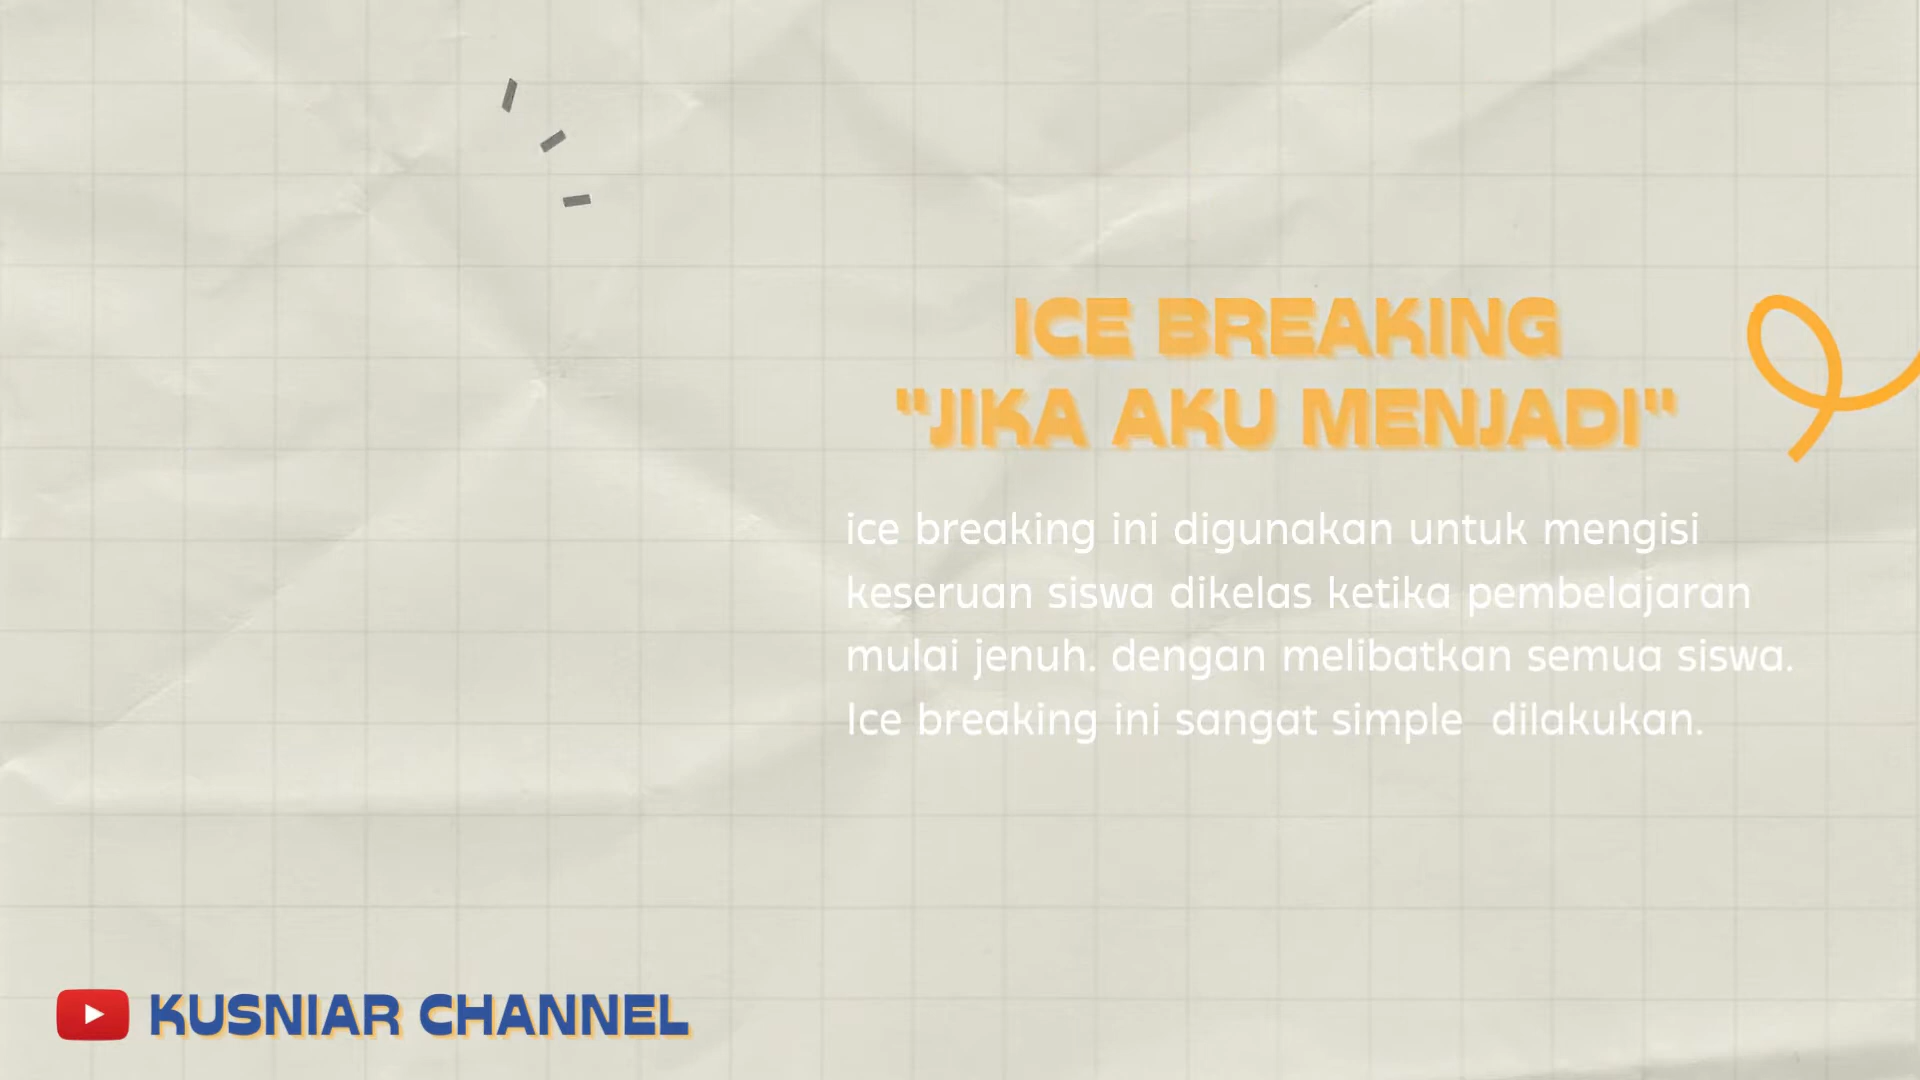 ICE BREAKING
"JIKA AKU MENJADI"
ice breaking ini digunakan untuk mengisi
keseruan siswa dikelas ketika pembelajaran
mulai jenuh. dengan melibatkan semua siswa.
Ice breaking ini sangat simple  dilakukan.
KUSNIAR CHANNEL